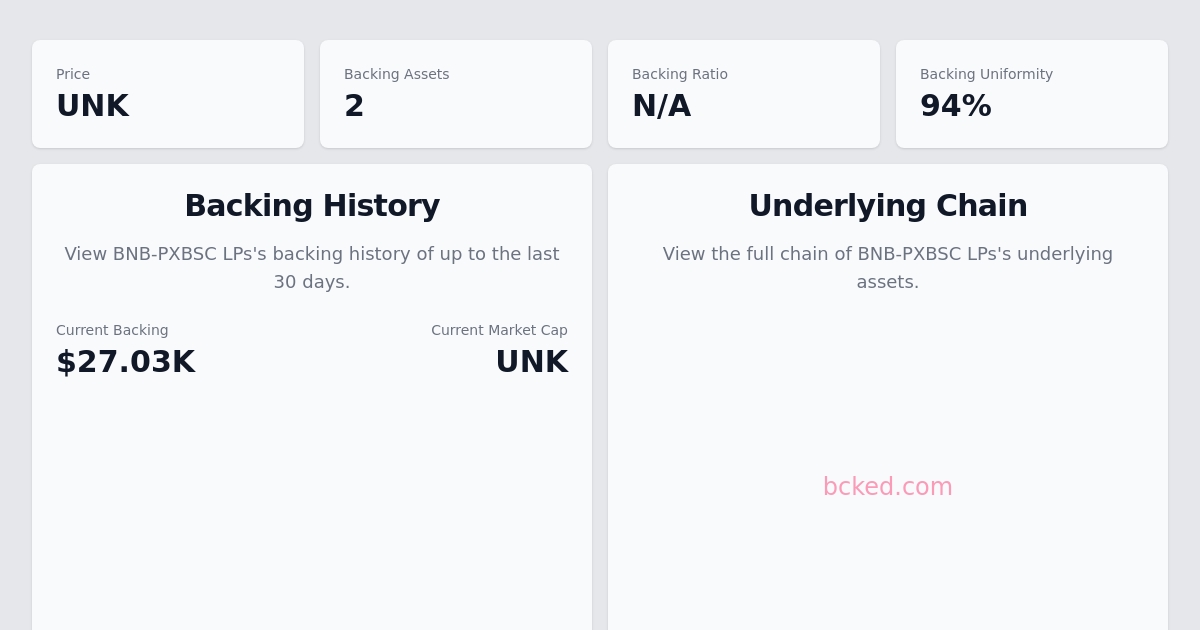 Price
UNK
Backing Assets
2
Backing Ratio
N/A
Backing Uniformity
94%
Backing History
View BNB-PXBSC LPs's backing history of up to the last
30 days.
Current Backing
$27.03K
Current Market Cap
UNK
Underlying Chain
View the full chain of BNB-PXBSC LPs's underlying
assets.
bcked.com